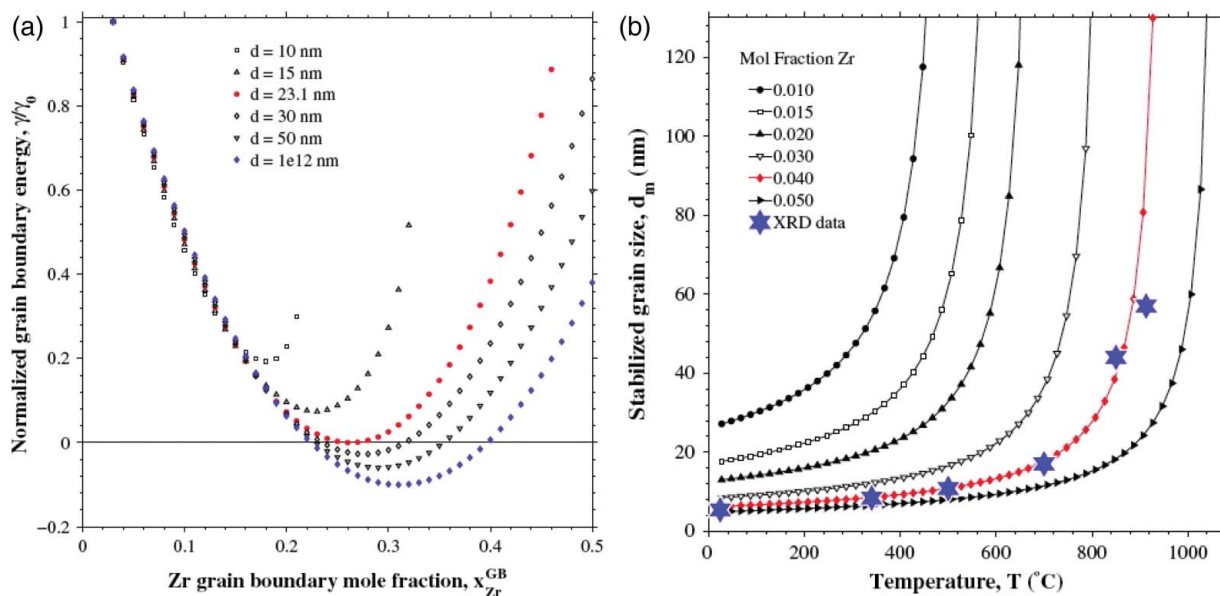 (a)
1
0.8
0.6
0.4
0.2
0
−0.2
0
0.1
0.2
0.3
0.4
0.5
Normalized grain boundary energy, γ/γ0
Zr grain boundary mole fraction, x_Zr^GB
d = 10 nm
d = 15 nm
d = 23.1 nm
d = 30 nm
d = 50 nm
d = 1e12 nm
(b)
120
100
80
60
40
20
0
0
200
400
600
800
1000
Stabilized grain size, d_m (nm)
Temperature, T (°C)
Mol Fraction Zr
0.010
0.015
0.020
0.030
0.040
0.050
XRD data